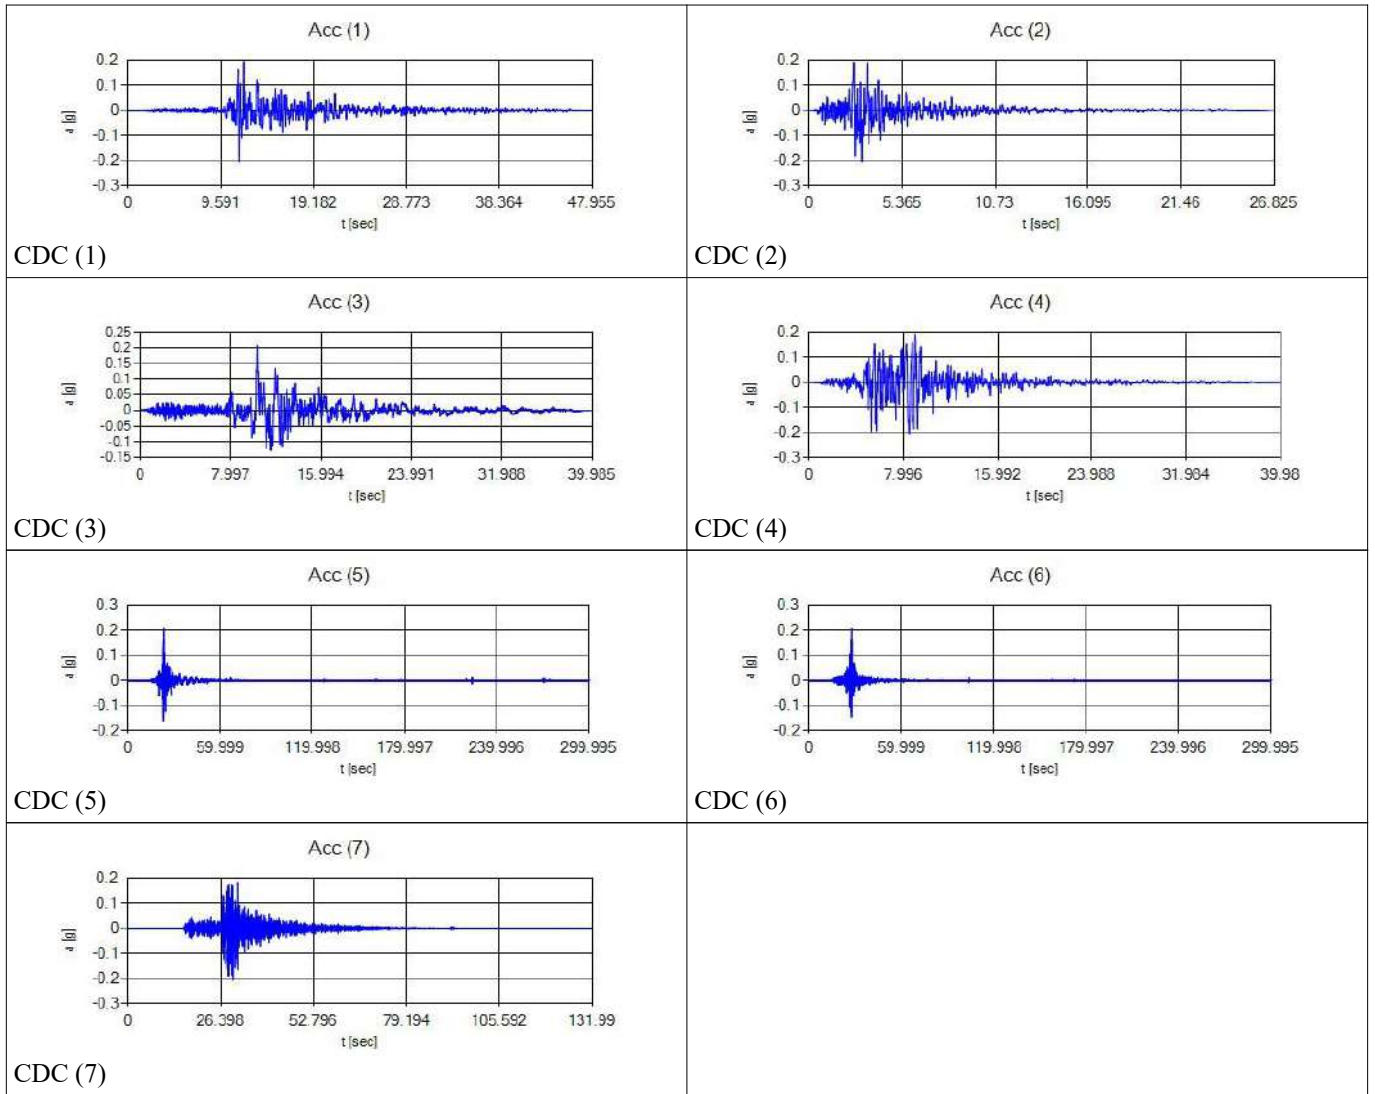 Acc (1)
0.2
0.1
0
-0.1
-0.2
-0.3
a [g]
0 9.591 19.182 28.773 38.364 47.955
t [sec]
CDC (1)
Acc (2)
0.2
0.1
0
-0.1
-0.2
-0.3
a [g]
0 5.365 10.73 16.095 21.46 26.825
t [sec]
CDC (2)
Acc (3)
0.25
0.2
0.15
0.1
0.05
0
-0.05
-0.1
-0.15
a [g]
0 7.997 15.994 23.991 31.988 39.985
t [sec]
CDC (3)
Acc (4)
0.2
0.1
0
-0.1
-0.2
-0.3
a [g]
0 7.996 15.992 23.988 31.984 39.98
t [sec]
CDC (4)
Acc (5)
0.3
0.2
0.1
0
-0.1
-0.2
a [g]
0 59.999 119.998 179.997 239.996 299.995
t [sec]
CDC (5)
Acc (6)
0.3
0.2
0.1
0
-0.1
-0.2
a [g]
0 59.999 119.998 179.997 239.996 299.995
t [sec]
CDC (6)
Acc (7)
0.2
0.1
0
-0.1
-0.2
-0.3
a [g]
0 26.398 52.796 79.194 105.592 131.99
t [sec]
CDC (7)